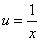 u = 1/x